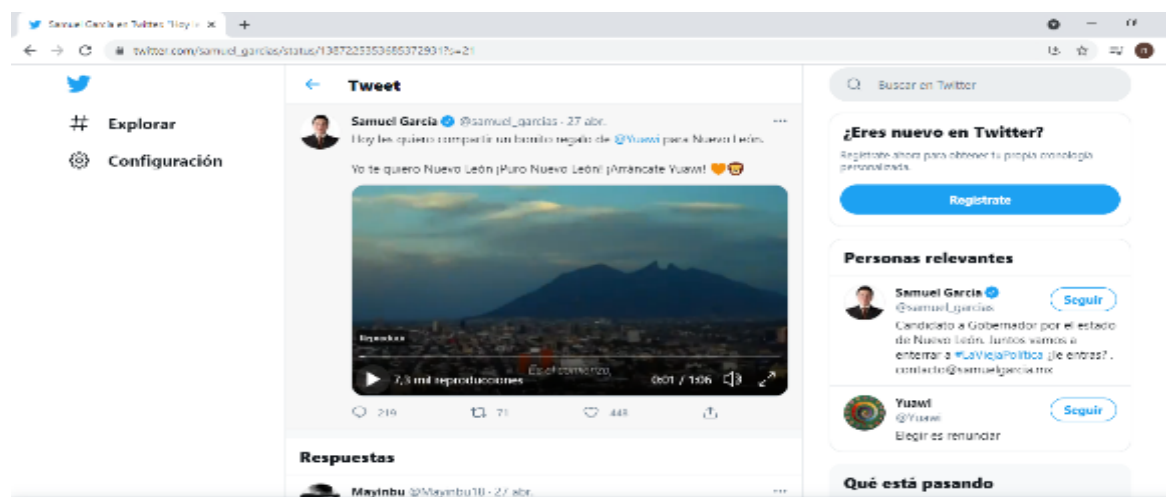 Samuel García en Twitter: "Hoy le
twitter.com/samuel_garcias/status/1387225353685372931?s=21
Explorar
Configuración
Tweet
Samuel García @samuel_garcias · 27 abr.
Hoy les quiero compartir un bonito regalo de @Yuawi para Nuevo León.
Yo te quiero Nuevo León ¡Puro Nuevo León! ¡Arráncate Yuawi! 🧡🤠
Reproducir
Es el comienzo,
7,3 mil reproducciones
0:01 / 1:06
219
71
448
Respuestas
Mayinbu @Mayinbu18 · 27 abr.
Buscar en Twitter
¿Eres nuevo en Twitter?
Regístrate ahora para obtener tu propia cronología
personalizada.
Regístrate
Personas relevantes
Samuel García
Seguir
@samuel_garcias
Candidato a Gobernador por el estado
de Nuevo León. Juntos vamos a
enterrar a #LaViejaPolítica ¿le entras? .
contacto@samuelgarcia.mx
Yuawi
Seguir
@Yuawi
Elegir es renunciar
Qué está pasando